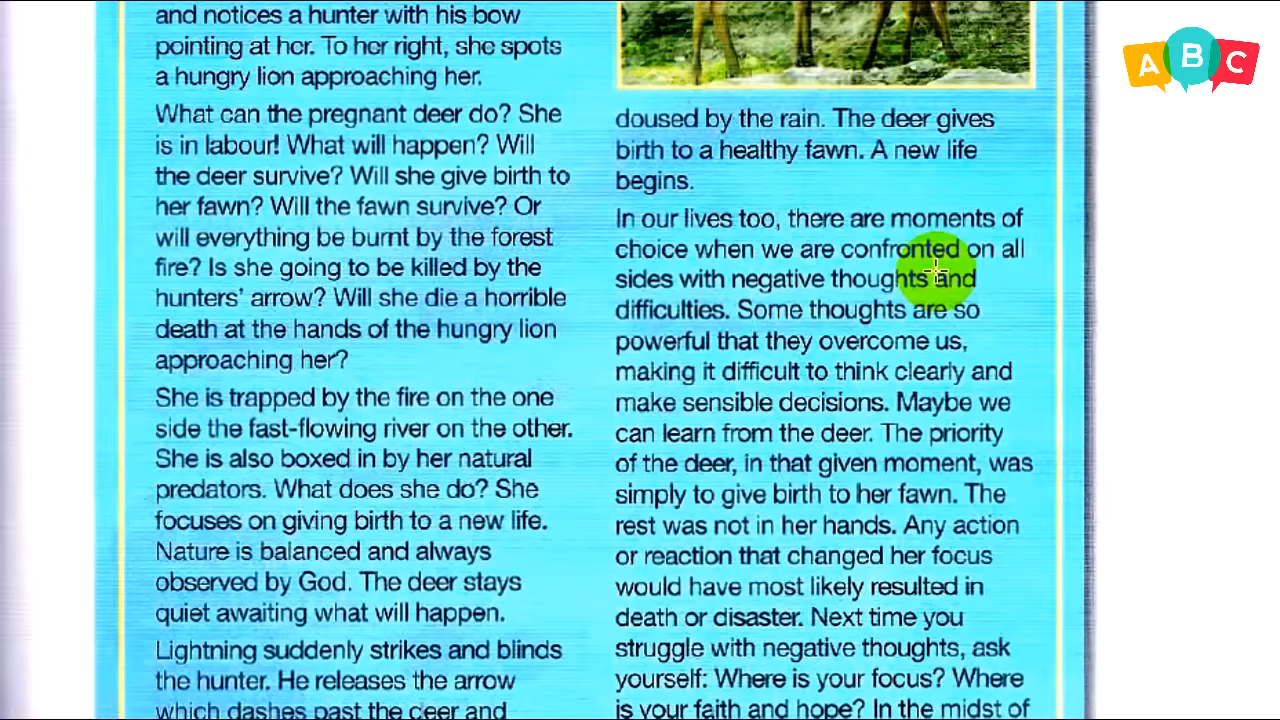 and notices a hunter with his bow
pointing at her. To her right, she spots
a hungry lion approaching her.
What can the pregnant deer do? She
is in labour! What will happen? Will
the deer survive? Will she give birth to
her fawn? Will the fawn survive? Or
will everything be burnt by the forest
fire? Is she going to be killed by the
hunters' arrow? Will she die a horrible
death at the hands of the hungry lion
approaching her?
She is trapped by the fire on the one
side the fast-flowing river on the other.
She is also boxed in by her natural
predators. What does she do? She
focuses on giving birth to a new life.
Nature is balanced and always
observed by God. The deer stays
quiet awaiting what will happen.
Lightning suddenly strikes and blinds
the hunter. He releases the arrow
which dashes past the deer and
doused by the rain. The deer gives
birth to a healthy fawn. A new life
begins.
In our lives too, there are moments of
choice when we are confronted on all
sides with negative thoughts and
difficulties. Some thoughts are so
powerful that they overcome us,
making it difficult to think clearly and
make sensible decisions. Maybe we
can learn from the deer. The priority
of the deer, in that given moment, was
simply to give birth to her fawn. The
rest was not in her hands. Any action
or reaction that changed her focus
would have most likely resulted in
death or disaster. Next time you
struggle with negative thoughts, ask
yourself: Where is your focus? Where
is your faith and hope? In the midst of
A B C